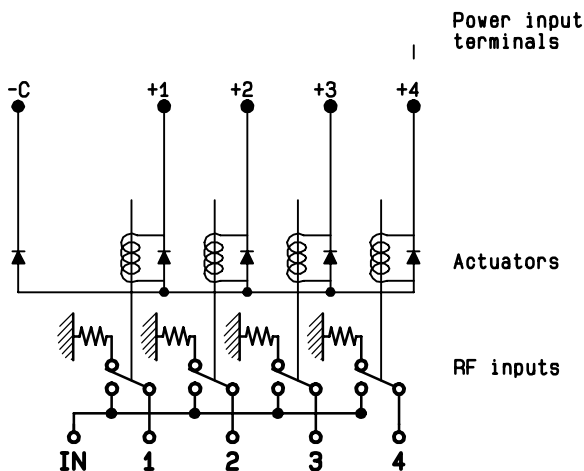 Power input
terminals
-C +1 +2 +3 +4
Actuators
RF inputs
IN 1 2 3 4